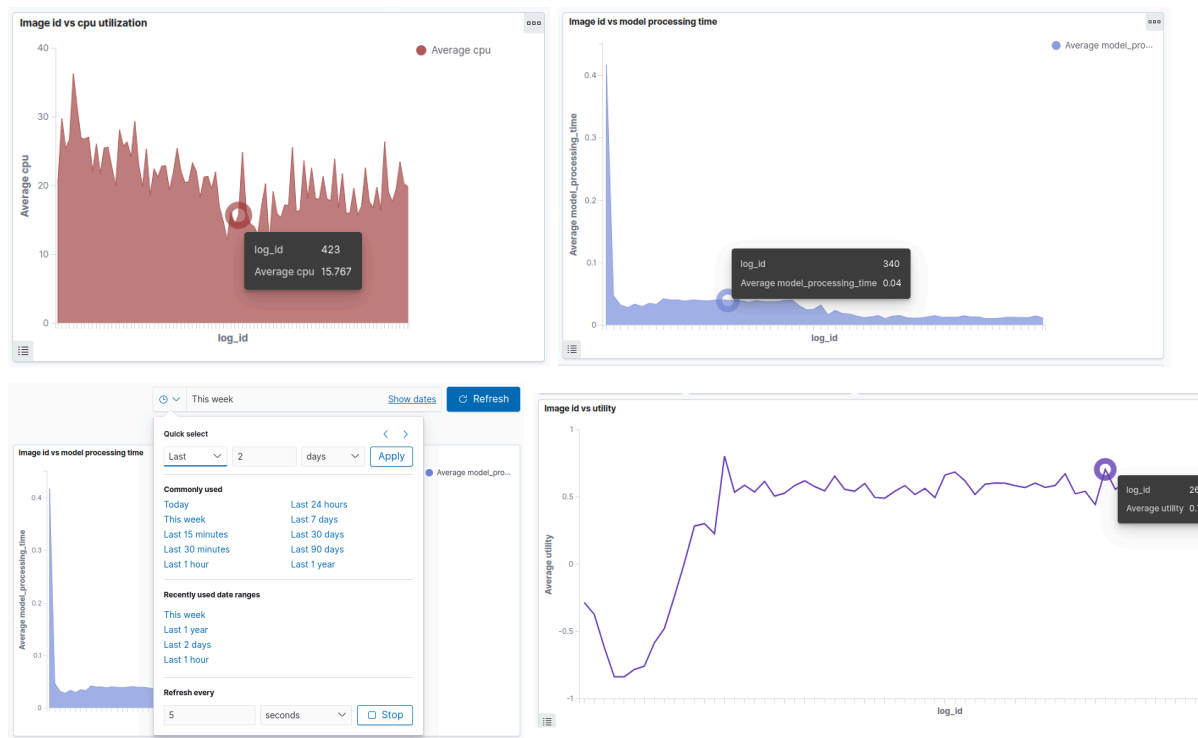 Image id vs cpu utilization
Average cpu
40
30
20
10
0
Average cpu
log_id 423
Average cpu 15.767
log_id
Image id vs model processing time
Average model_pro...
0.4
0.3
0.2
0.1
0
Average model_processing_time
log_id 340
Average model_processing_time 0.04
log_id
This week
Show dates
Refresh
Quick select
Last
2
days
Apply
Commonly used
Today
Last 24 hours
This week
Last 7 days
Last 15 minutes
Last 30 days
Last 30 minutes
Last 90 days
Last 1 hour
Last 1 year
Recently used date ranges
This week
Last 1 year
Last 2 days
Last 1 hour
Refresh every
5
seconds
Stop
Image id vs model processing time
Average model_pro...
0.4
0.3
0.2
0.1
0
Average model_processing_time
Image id vs utility
1
0.5
0
-0.5
-1
Average utility
log_id 26
Average utility 0.
log_id